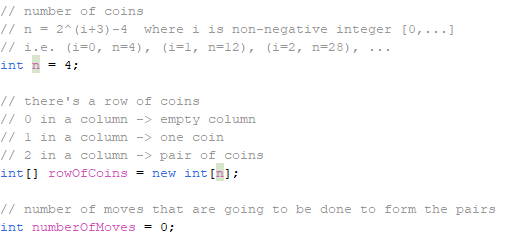 // number of coins
// n = 2^(i+3)-4  where i is non-negative integer [0,...]
// i.e. (i=0, n=4), (i=1, n=12), (i=2, n=28), ...
int n = 4;
// there's a row of coins
// 0 in a column -> empty column
// 1 in a column -> one coin
// 2 in a column -> pair of coins
int[] rowOfCoins = new int[n];
// number of moves that are going to be done to form the pairs
int numberOfMoves = 0;